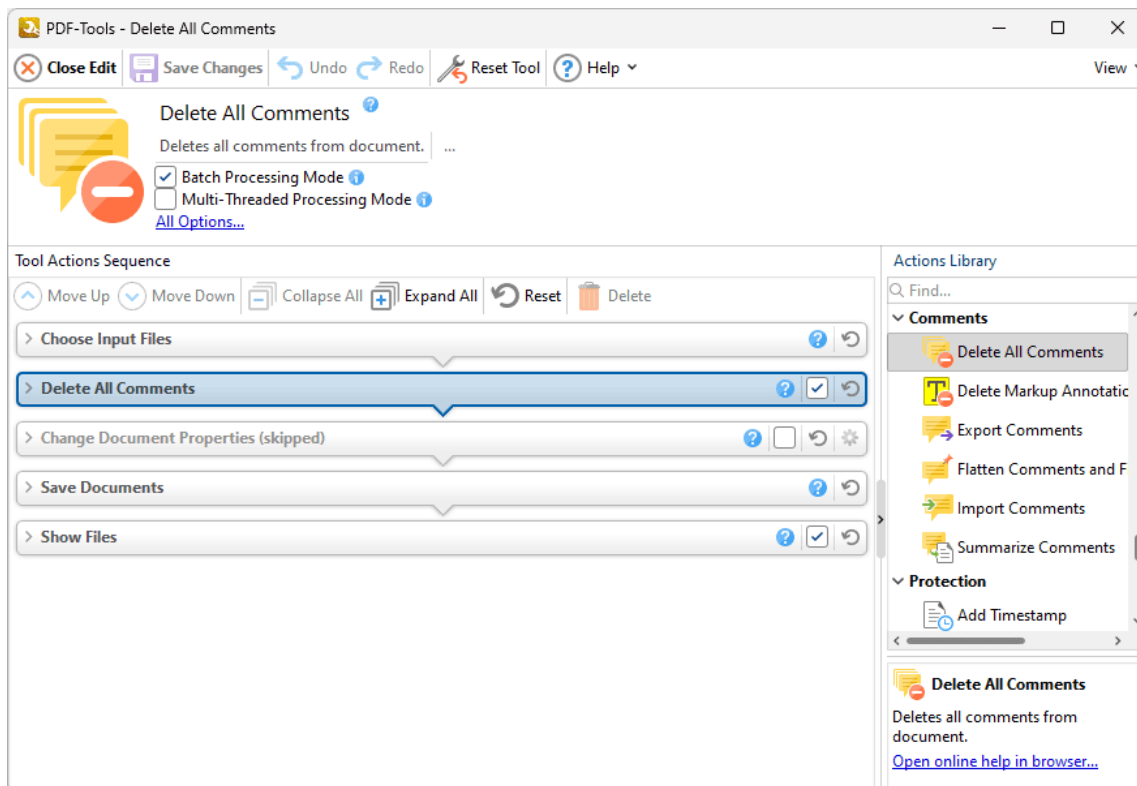 PDF-Tools - Delete All Comments
Close Edit Save Changes Undo Redo Reset Tool Help View
Delete All Comments
Deletes all comments from document. ...
Batch Processing Mode
Multi-Threaded Processing Mode
All Options...
Tool Actions Sequence
Move Up Move Down Collapse All Expand All Reset Delete
Choose Input Files
Delete All Comments
Change Document Properties (skipped)
Save Documents
Show Files
Actions Library
Find...
Comments
Delete All Comments
Delete Markup Annotatic
Export Comments
Flatten Comments and F
Import Comments
Summarize Comments
Protection
Add Timestamp
Delete All Comments
Deletes all comments from
document.
Open online help in browser...